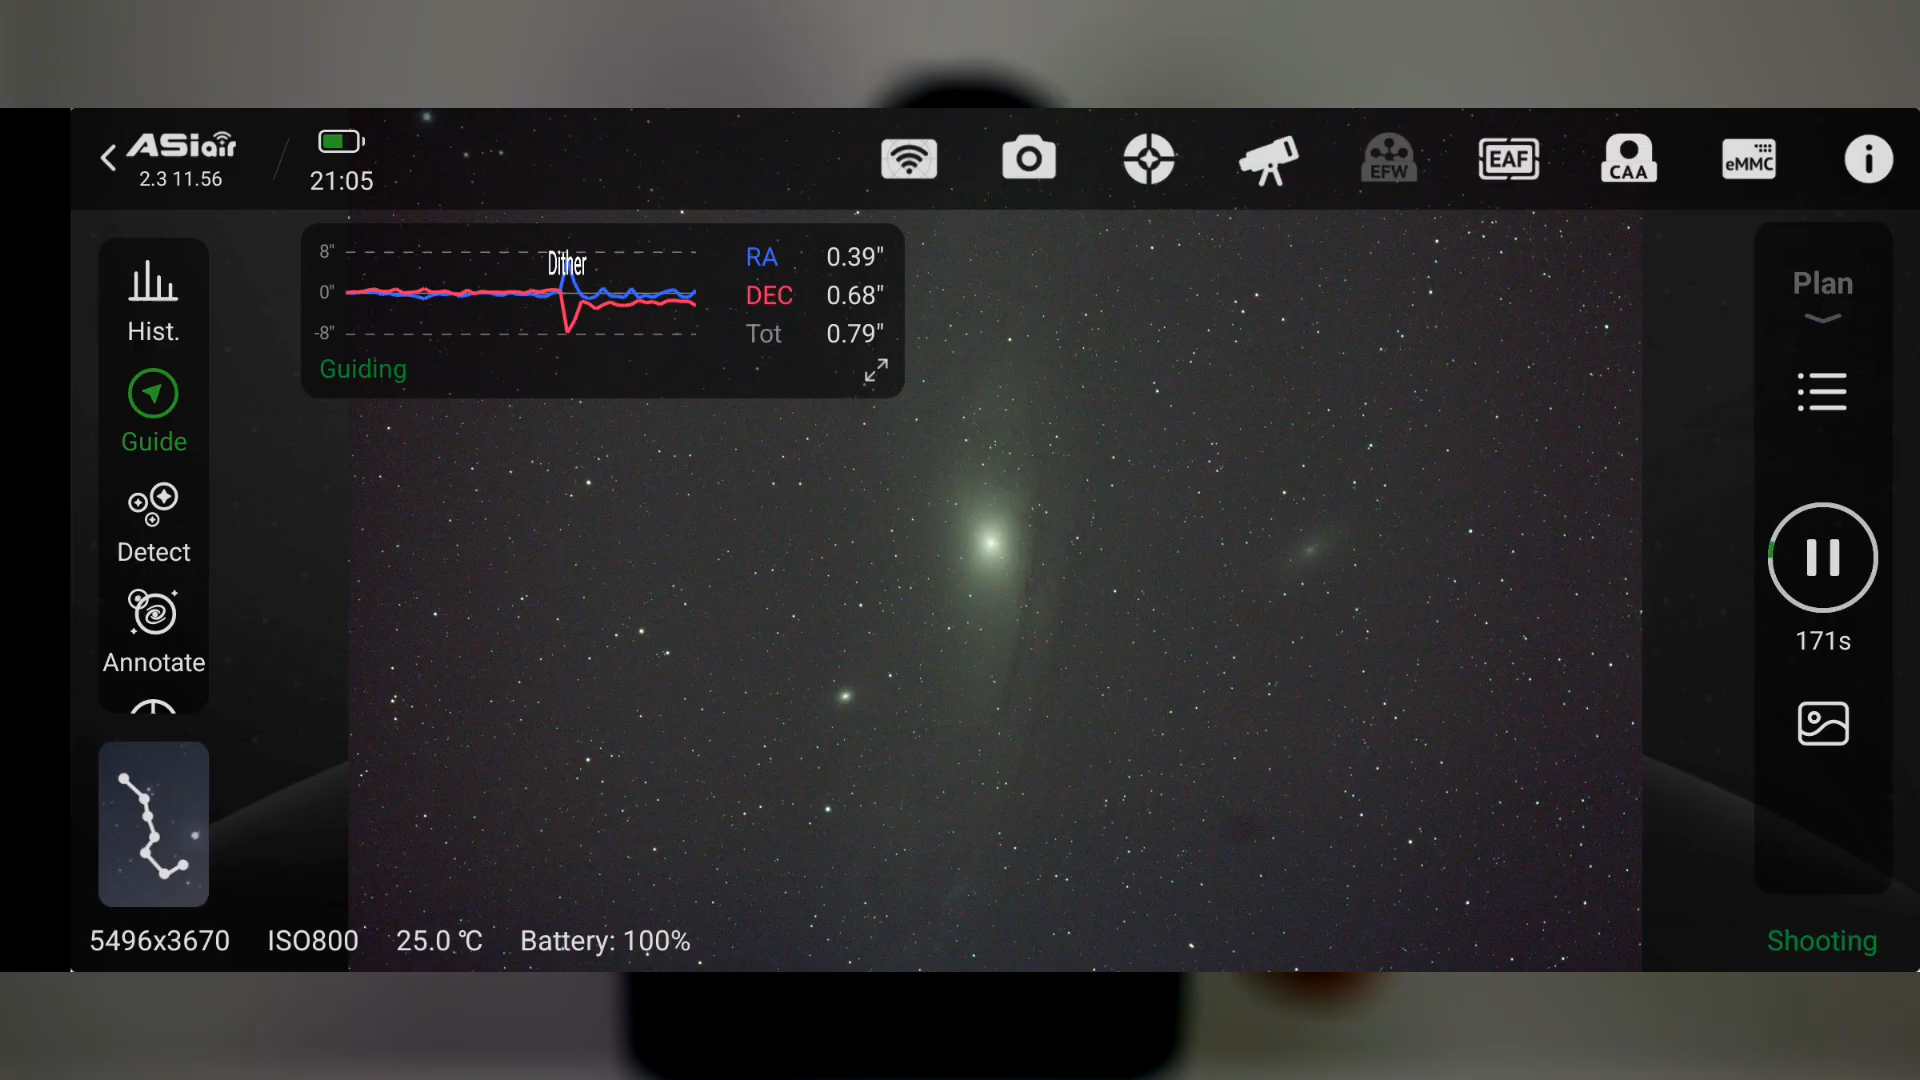 ASiair
2.3 11.56
21:05
EFW
EAF
CAA
eMMC
i
8"
0"
-8"
Dither
RA 0.39"
DEC 0.68"
Tot 0.79"
Guiding
Hist.
Guide
Detect
Annotate
Plan
171s
5496x3670 ISO800 25.0 ℃ Battery: 100%
Shooting